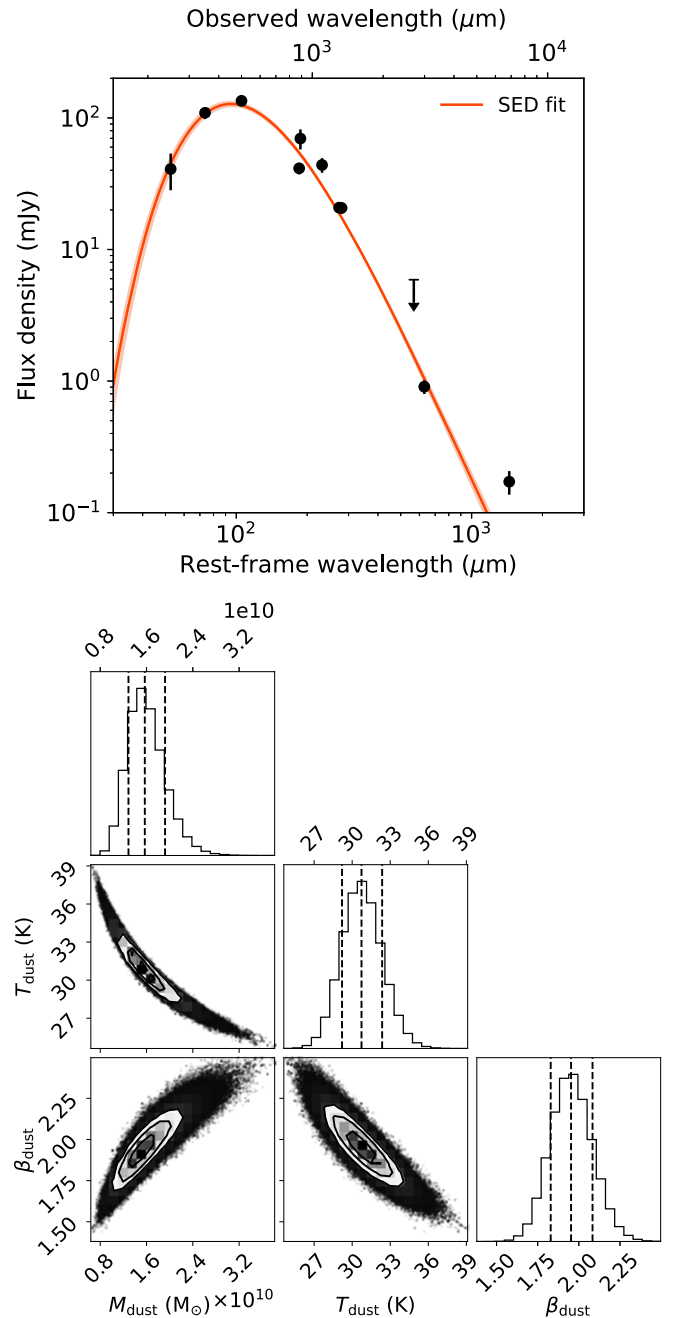 Observed wavelength (μm)
10³ 10⁴
SED fit
Flux density (mJy)
10² 10¹ 10⁰ 10⁻¹
10² 10³
Rest-frame wavelength (μm)
1e10
0.8 1.6 2.4 3.2
27 30 33 36 39
T_dust (K)
39 36 33 30 27
β_dust
2.25 2.00 1.75 1.50
0.8 1.6 2.4 3.2
27 30 33 36 39
1.50 1.75 2.00 2.25
M_dust (M_⊙) ×10¹⁰
T_dust (K)
β_dust